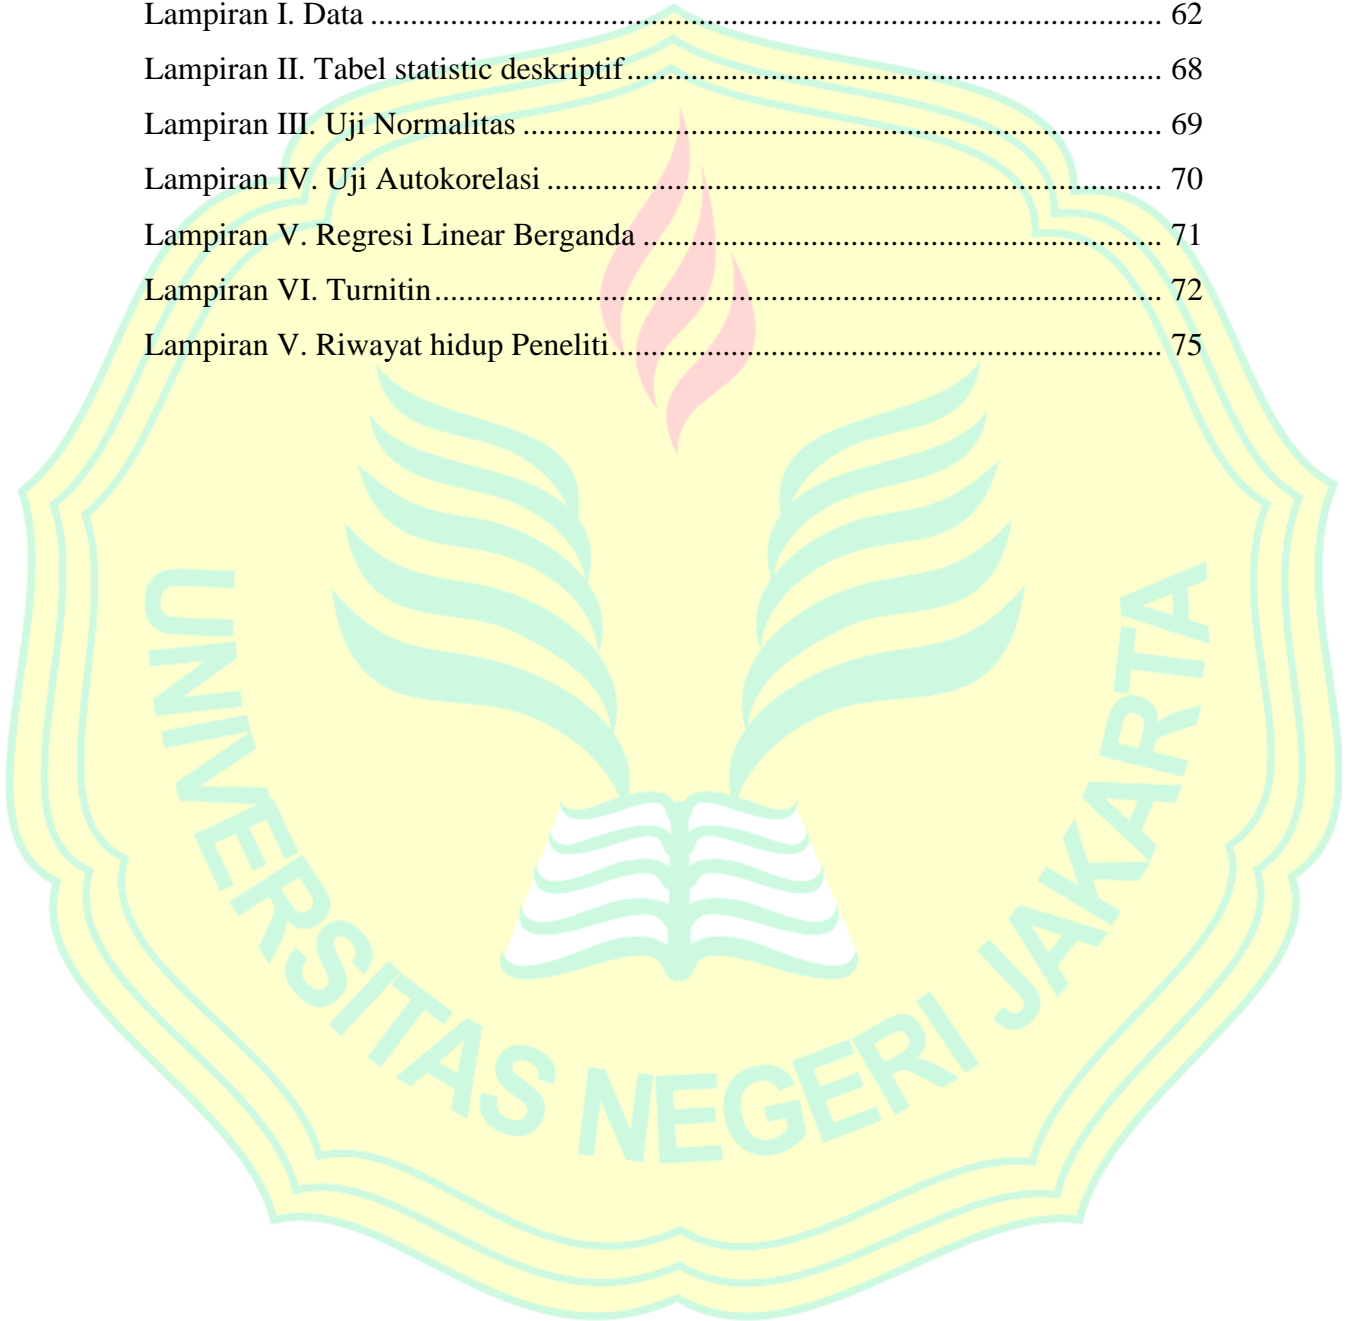 Lampiran I. Data ........................................................................................................ 62
Lampiran II. Tabel statistic deskriptif...................................................................... 68
Lampiran III. Uji Normalitas .................................................................................... 69
Lampiran IV. Uji Autokorelasi ................................................................................. 70
Lampiran V. Regresi Linear Berganda ..................................................................... 71
Lampiran VI. Turnitin............................................................................................... 72
Lampiran V. Riwayat hidup Peneliti......................................................................... 75
UNIVERSITAS NEGERI JAKARTA